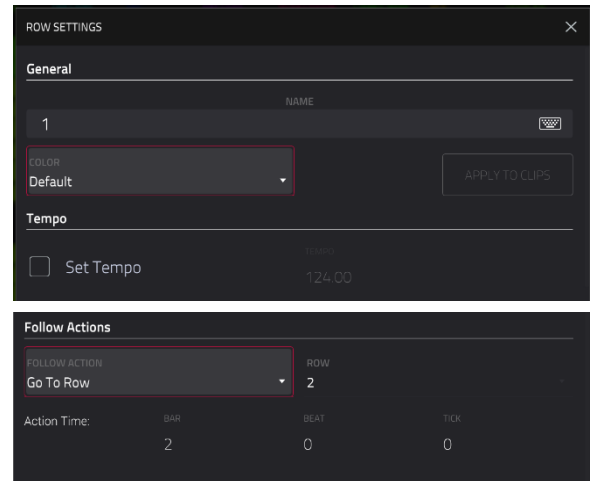 ROW SETTINGS
General
NAME
1
COLOR
Default
APPLY TO CLIPS
Tempo
Set Tempo
TEMPO
124.00
Follow Actions
FOLLOW ACTION
Go To Row
ROW
2
Action Time:
BAR
BEAT
TICK
2
0
0